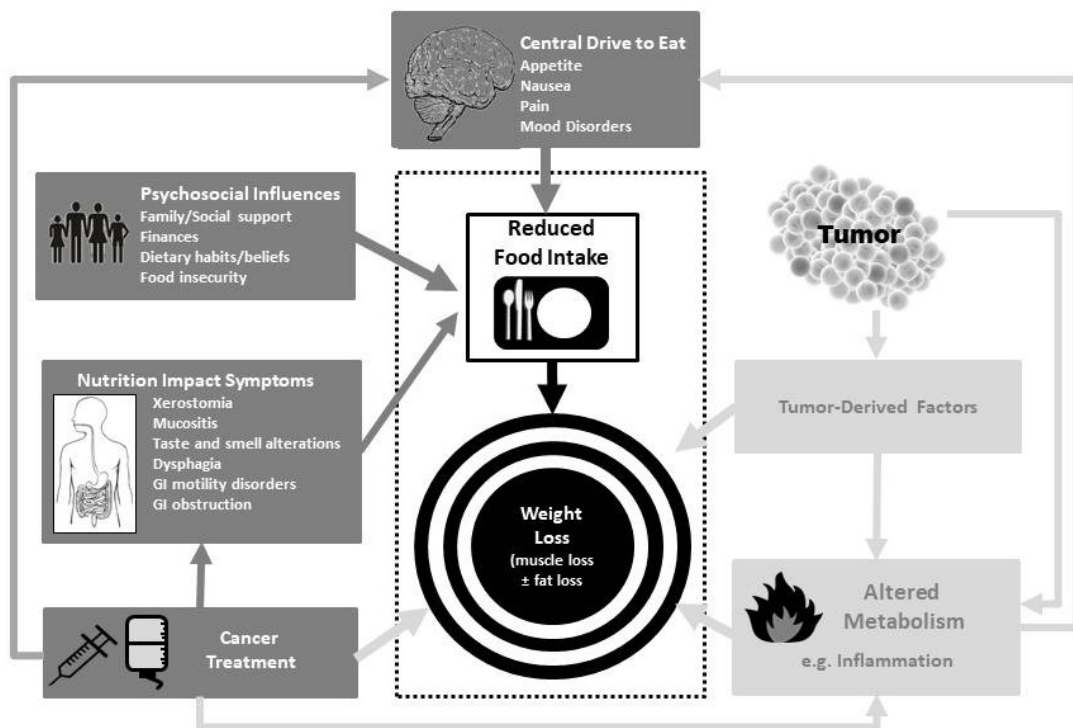 Central Drive to Eat
Appetite
Nausea
Pain
Mood Disorders
Psychosocial Influences
Family/Social support
Finances
Dietary habits/beliefs
Food insecurity
Reduced
Food Intake
Tumor
Nutrition Impact Symptoms
Xerostomia
Mucositis
Taste and smell alterations
Dysphagia
GI motility disorders
GI obstruction
Tumor-Derived Factors
Weight
Loss
(muscle loss
± fat loss
Altered
Metabolism
e.g. Inflammation
Cancer
Treatment